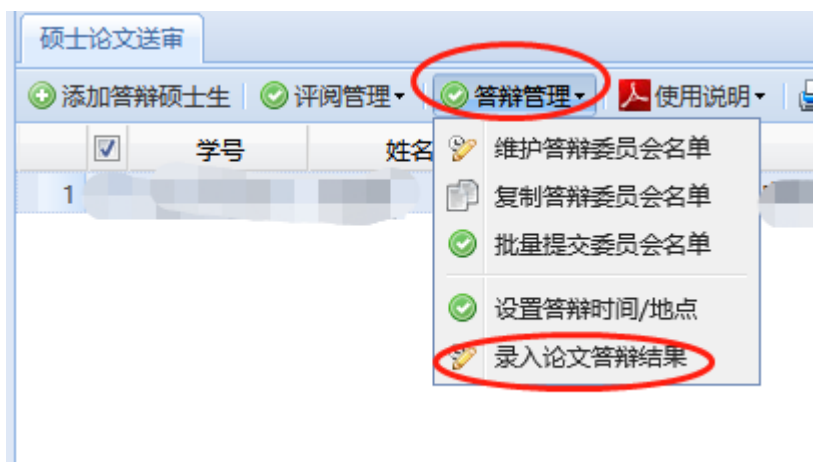 硕士论文送审
添加答辩硕士生 评阅管理 答辩管理 使用说明
学号 姓名
维护答辩委员会名单
1
复制答辩委员会名单
批量提交委员会名单
设置答辩时间/地点
录入论文答辩结果